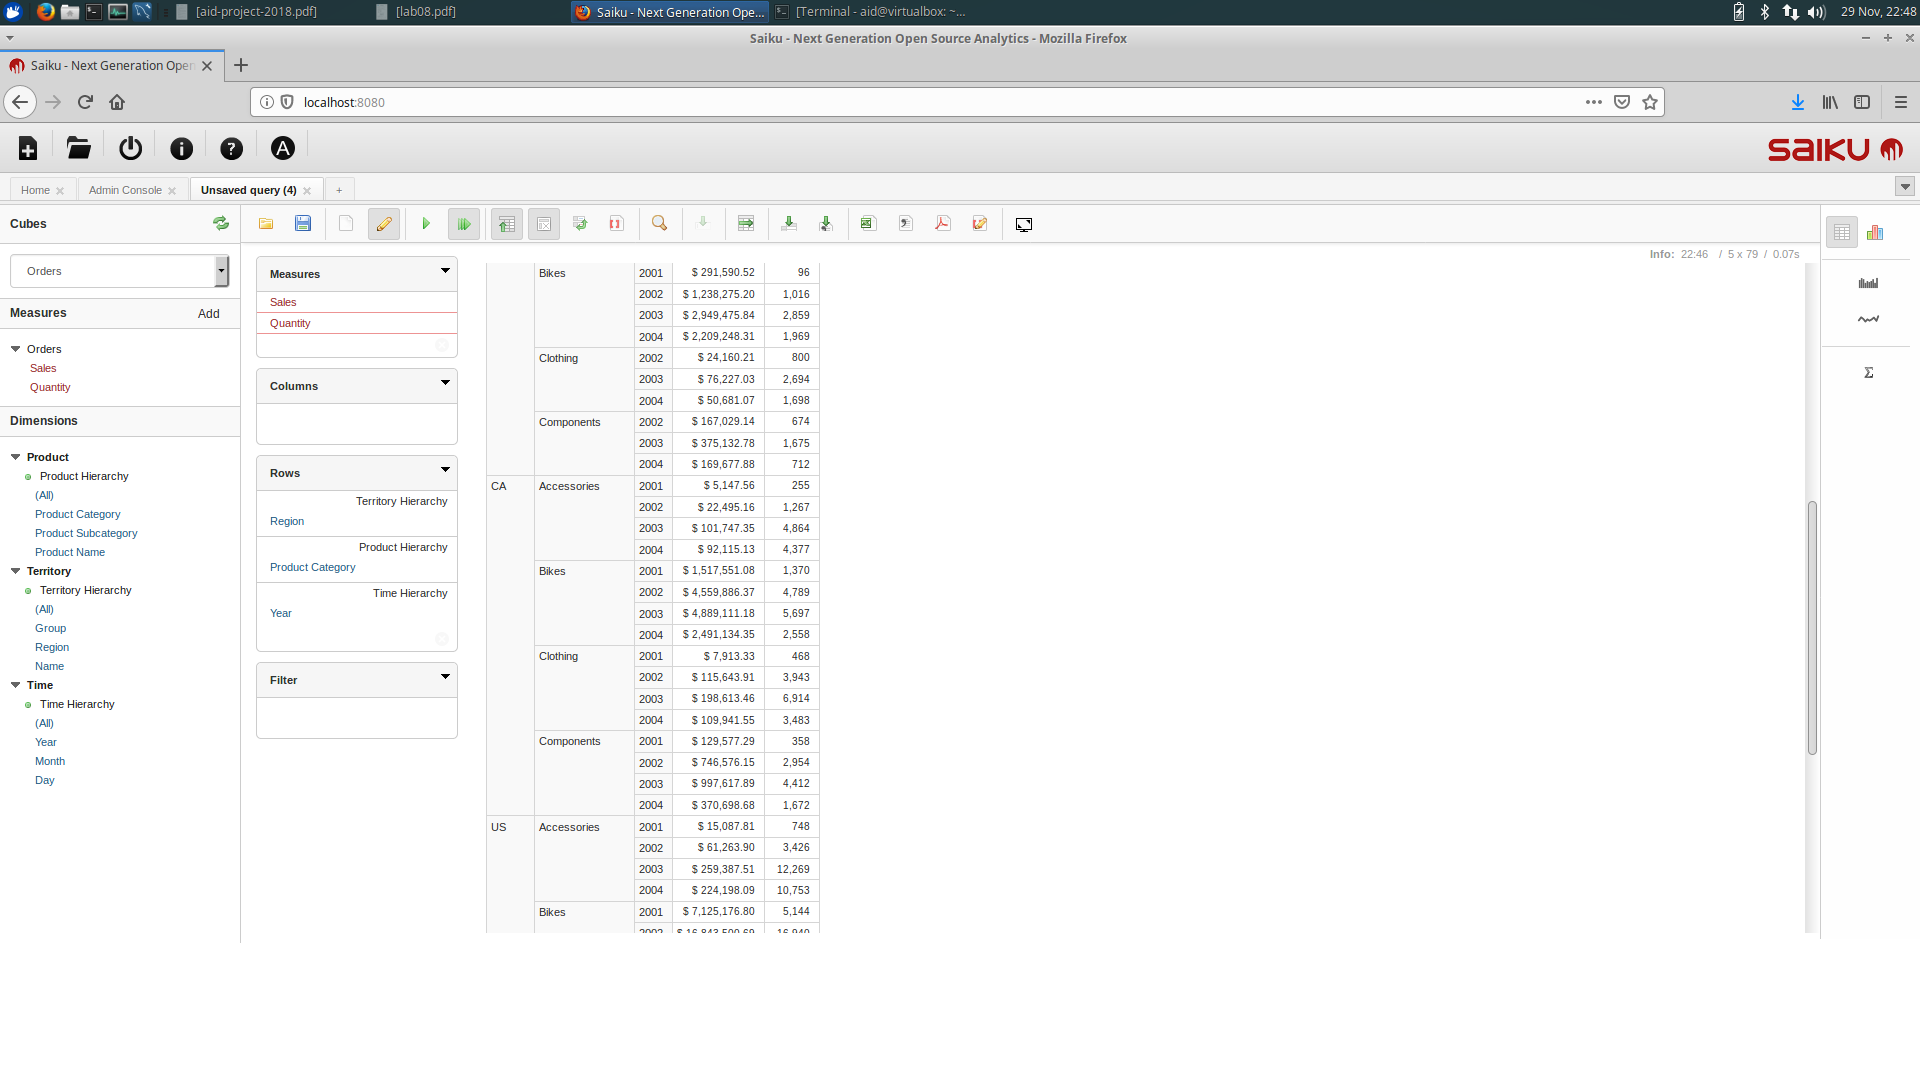 [aid-project-2018.pdf] [lab08.pdf] Saiku - Next Generation Ope... [Terminal - aid@virtualbox: ~... 29 Nov, 22:48
Saiku - Next Generation Open Source Analytics - Mozilla Firefox
Saiku - Next Generation Open
localhost:8080
saiku
Home Admin Console Unsaved query (4) +
Cubes
Orders
Measures Add
Orders
Sales
Quantity
Dimensions
Product
Product Hierarchy
(All)
Product Category
Product Subcategory
Product Name
Territory
Territory Hierarchy
(All)
Group
Region
Name
Time
Time Hierarchy
(All)
Year
Month
Day
Measures
Sales
Quantity
Columns
Rows
Territory Hierarchy
Region
Product Hierarchy
Product Category
Time Hierarchy
Year
Filter
Info: 22:46 / 5 x 79 / 0.07s
Bikes 2001 $ 291,590.52 96
2002 $ 1,238,275.20 1,016
2003 $ 2,949,475.84 2,859
2004 $ 2,209,248.31 1,969
Clothing 2002 $ 24,160.21 800
2003 $ 76,227.03 2,694
2004 $ 50,681.07 1,698
Components 2002 $ 167,029.14 674
2003 $ 375,132.78 1,675
2004 $ 169,677.88 712
CA Accessories 2001 $ 5,147.56 255
2002 $ 22,495.16 1,267
2003 $ 101,747.35 4,864
2004 $ 92,115.13 4,377
Bikes 2001 $ 1,517,551.08 1,370
2002 $ 4,559,886.37 4,789
2003 $ 4,889,111.18 5,697
2004 $ 2,491,134.35 2,558
Clothing 2001 $ 7,913.33 468
2002 $ 115,643.91 3,943
2003 $ 198,613.46 6,914
2004 $ 109,941.55 3,483
Components 2001 $ 129,577.29 358
2002 $ 746,576.15 2,954
2003 $ 997,617.89 4,412
2004 $ 370,698.68 1,672
US Accessories 2001 $ 15,087.81 748
2002 $ 61,263.90 3,426
2003 $ 259,387.51 12,269
2004 $ 224,198.09 10,753
Bikes 2001 $ 7,125,176.80 5,144
2002